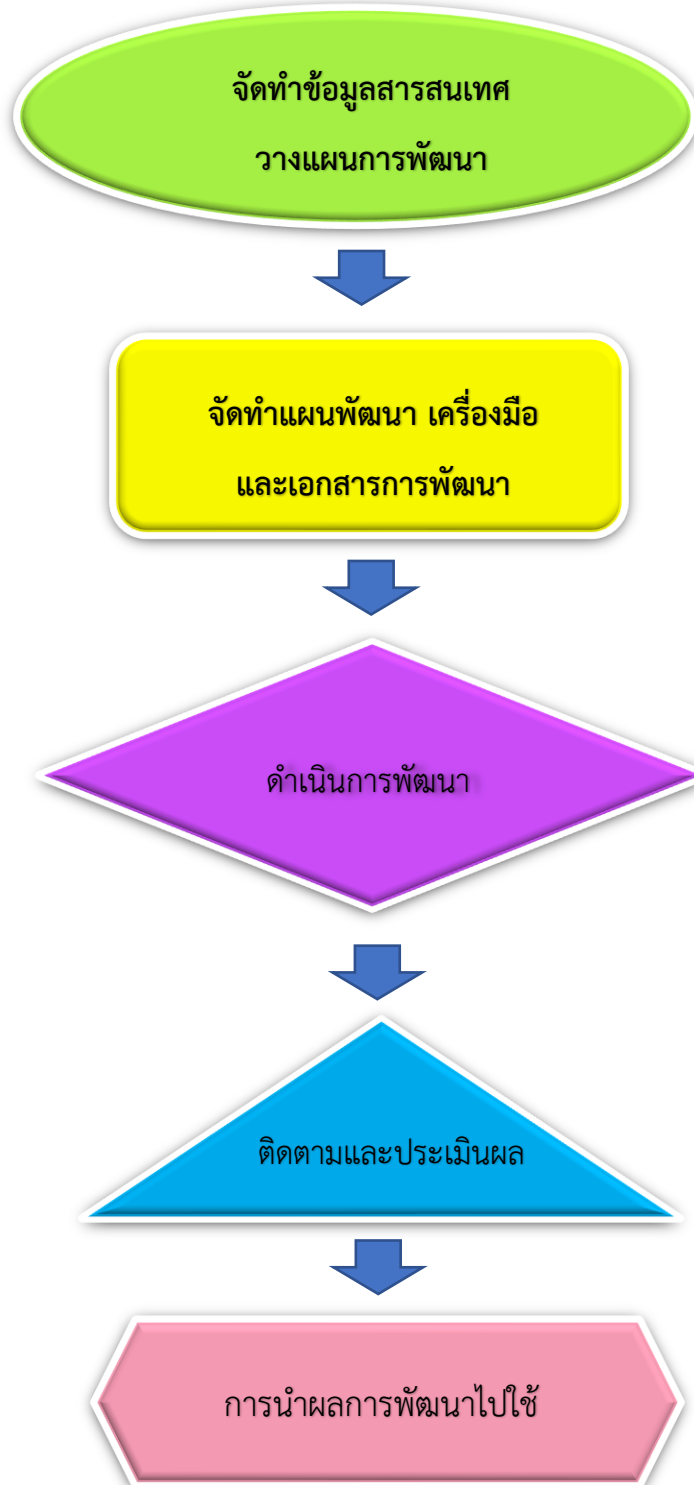 จัดทำข้อมูลสารสนเทศ
วางแผนการพัฒนา
จัดทำแผนพัฒนา เครื่องมือ
และเอกสารการพัฒนา
ดำเนินการพัฒนา
ติดตามและประเมินผล
การนำผลการพัฒนาไปใช้